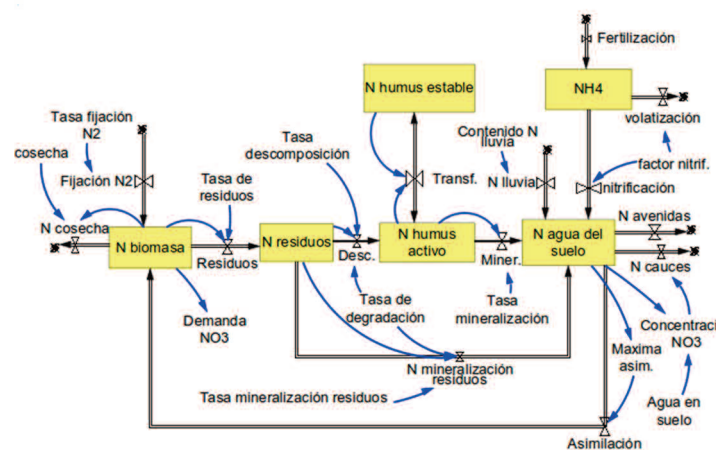 Fertilización
N humus estable
NH4
Tasa fijación
N2
volatización
cosecha
Tasa
descomposición
Contenido N
lluvia
Fijación N2
Tasa de
residuos
Transf.
N lluvia
factor nitrif.
nitrificación
N cosecha
N avenidas
N biomasa
N residuos
N humus
activo
N agua del
suelo
Residuos
Desc.
Miner.
N cauces
Demanda
NO3
Tasa de
degradación
Tasa
mineralización
Concentraci
NO3
Maxima
asim.
N mineralización
residuos
Tasa mineralización residuos
Agua en
suelo
Asimilación